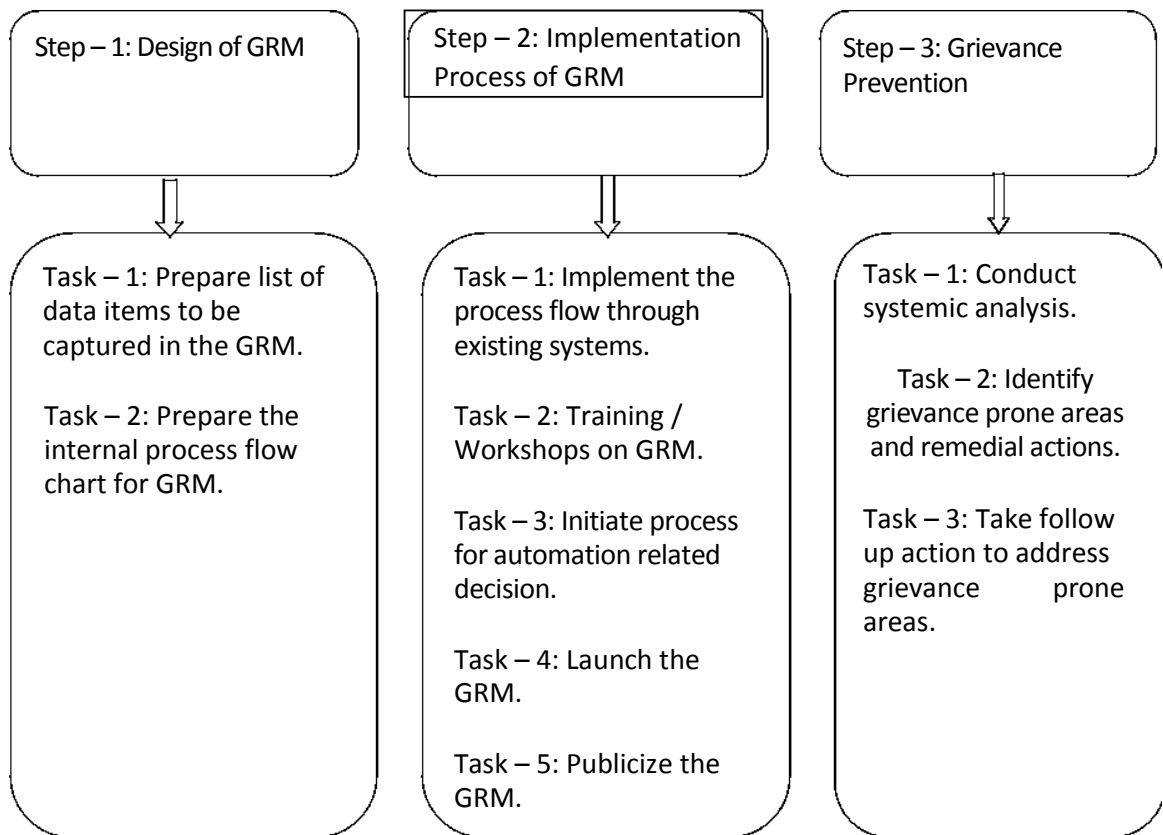 Step – 1: Design of GRM
Step – 2: Implementation
Process of GRM
Step – 3: Grievance
Prevention
Task – 1: Prepare list of
data items to be
captured in the GRM.
Task – 2: Prepare the
internal process flow
chart for GRM.
Task – 1: Implement the
process flow through
existing systems.
Task – 2: Training /
Workshops on GRM.
Task – 3: Initiate process
for automation related
decision.
Task – 4: Launch the
GRM.
Task – 5: Publicize the
GRM.
Task – 1: Conduct
systemic analysis.
Task – 2: Identify
grievance prone areas
and remedial actions.
Task – 3: Take follow
up action to address
grievance prone
areas.